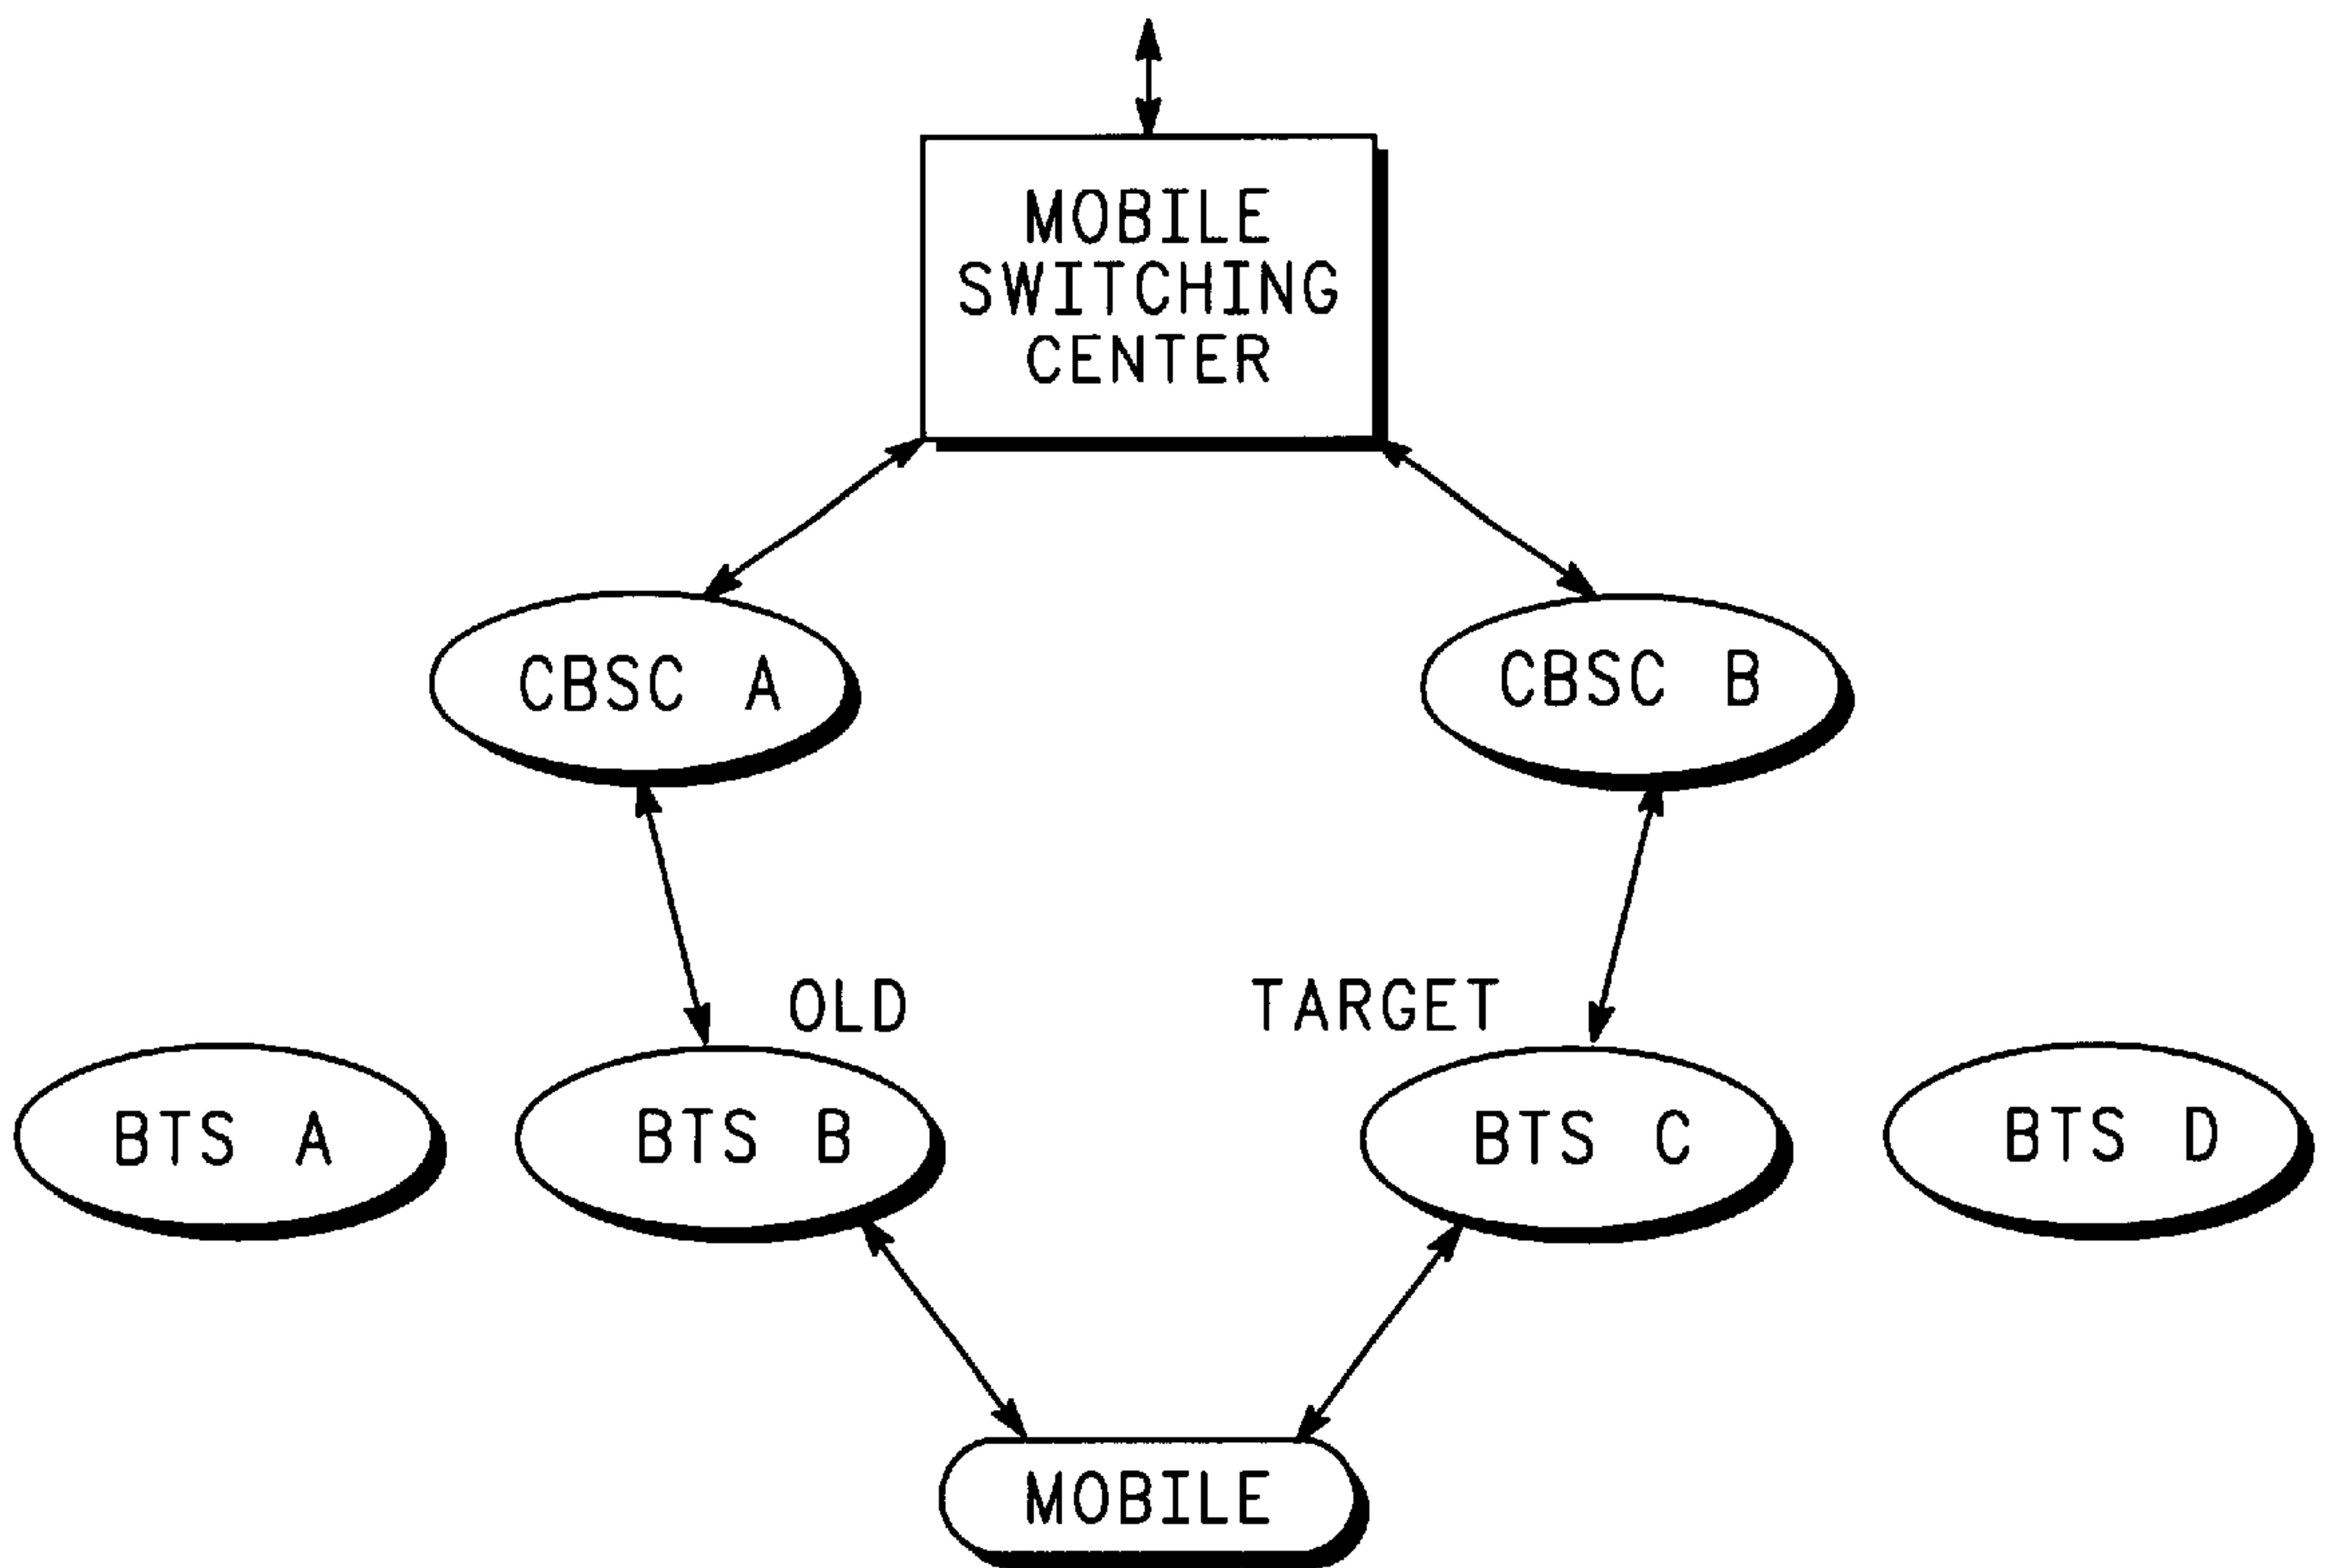 MOBILE
SWITCHING
CENTER
CBSC A
CBSC B
OLD
TARGET
BTS A
BTS B
BTS C
BTS D
MOBILE